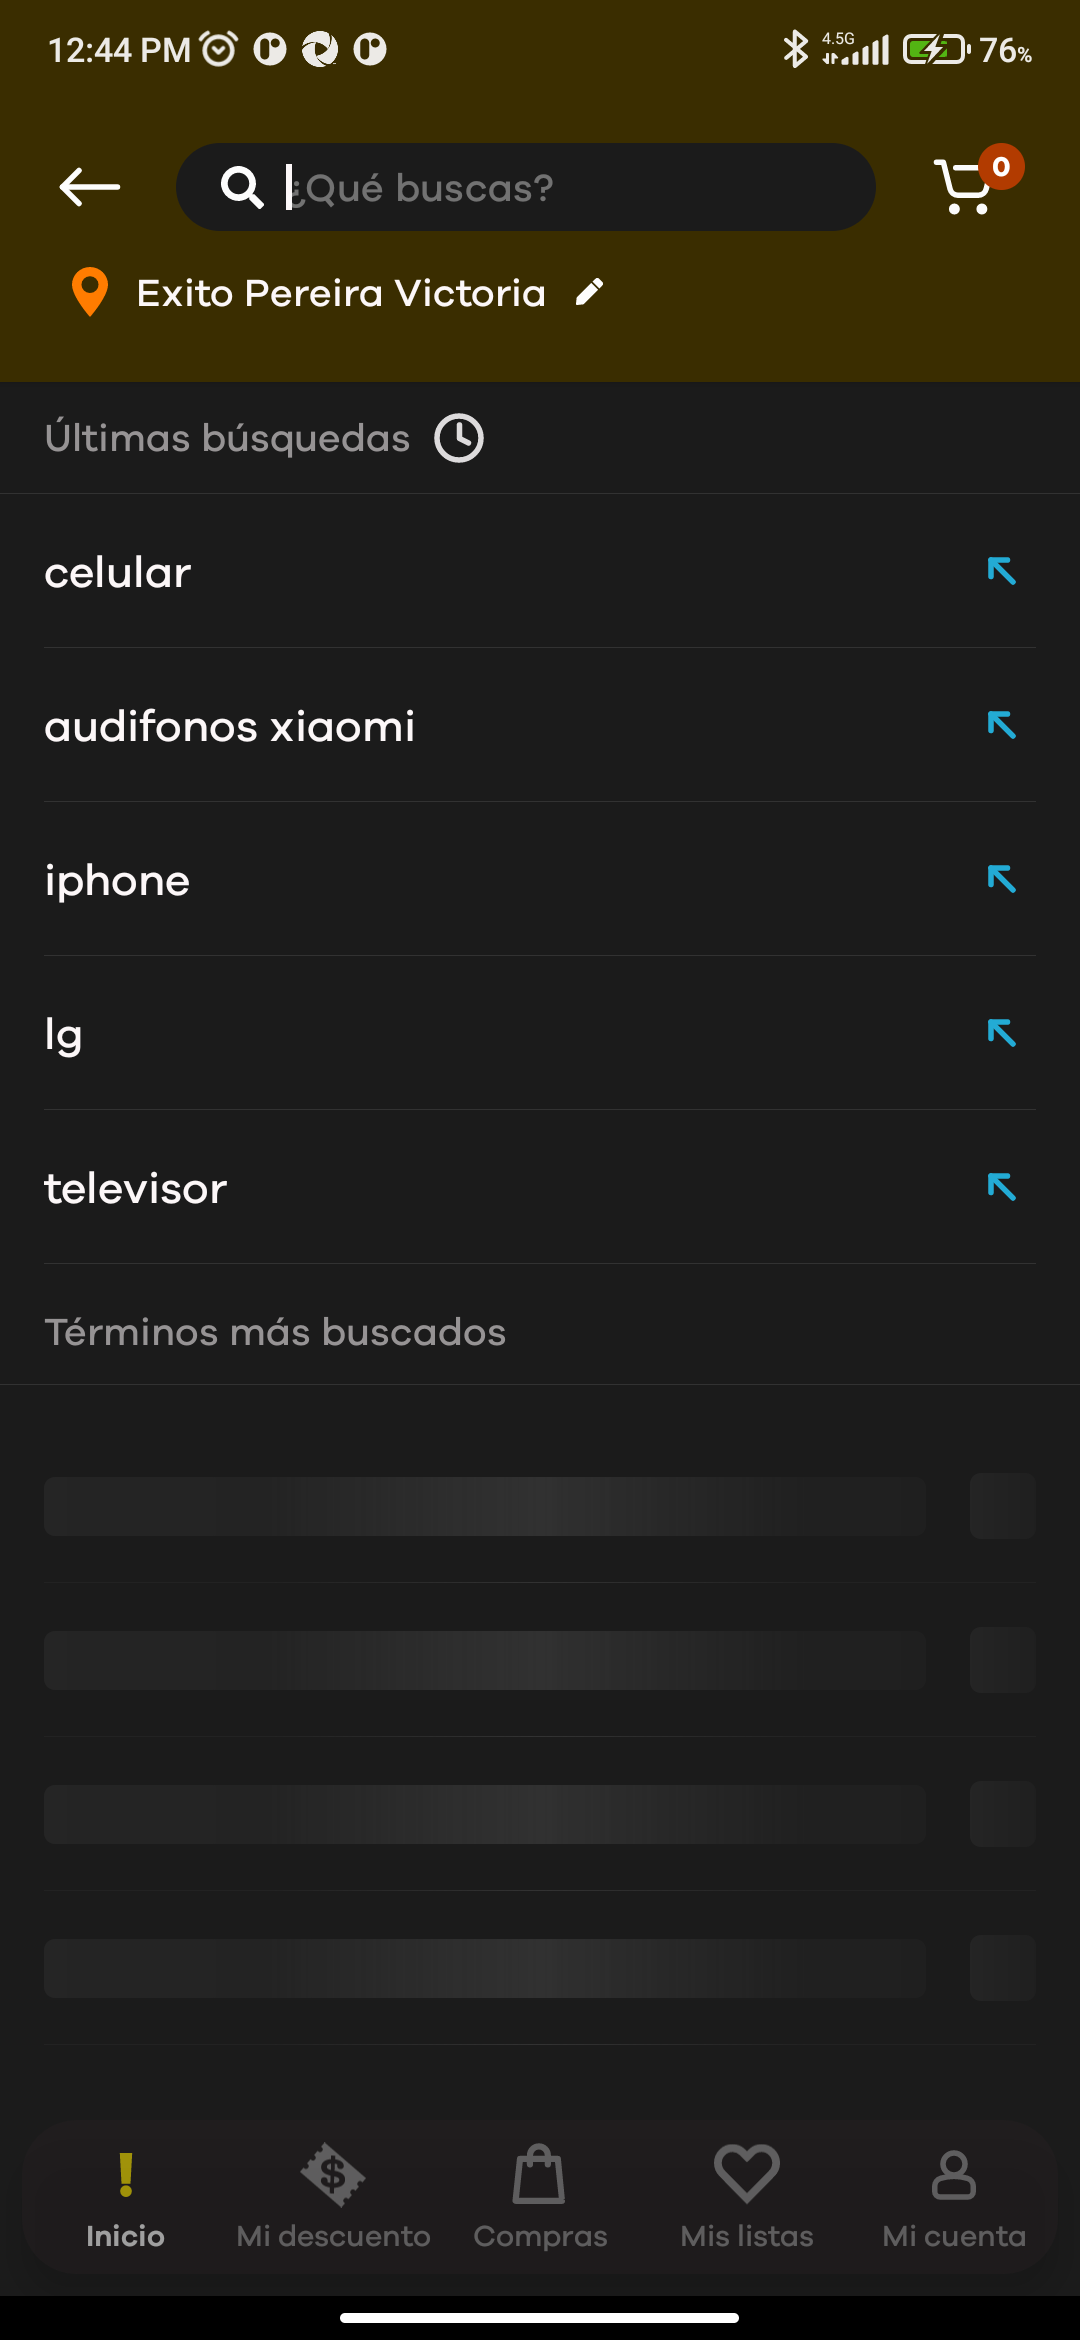 12:44 PM
4.5G
76%
¿Qué buscas?
0
Exito Pereira Victoria
Últimas búsquedas
celular
audifonos xiaomi
iphone
lg
televisor
Términos más buscados
Inicio
Mi descuento
Compras
Mis listas
Mi cuenta